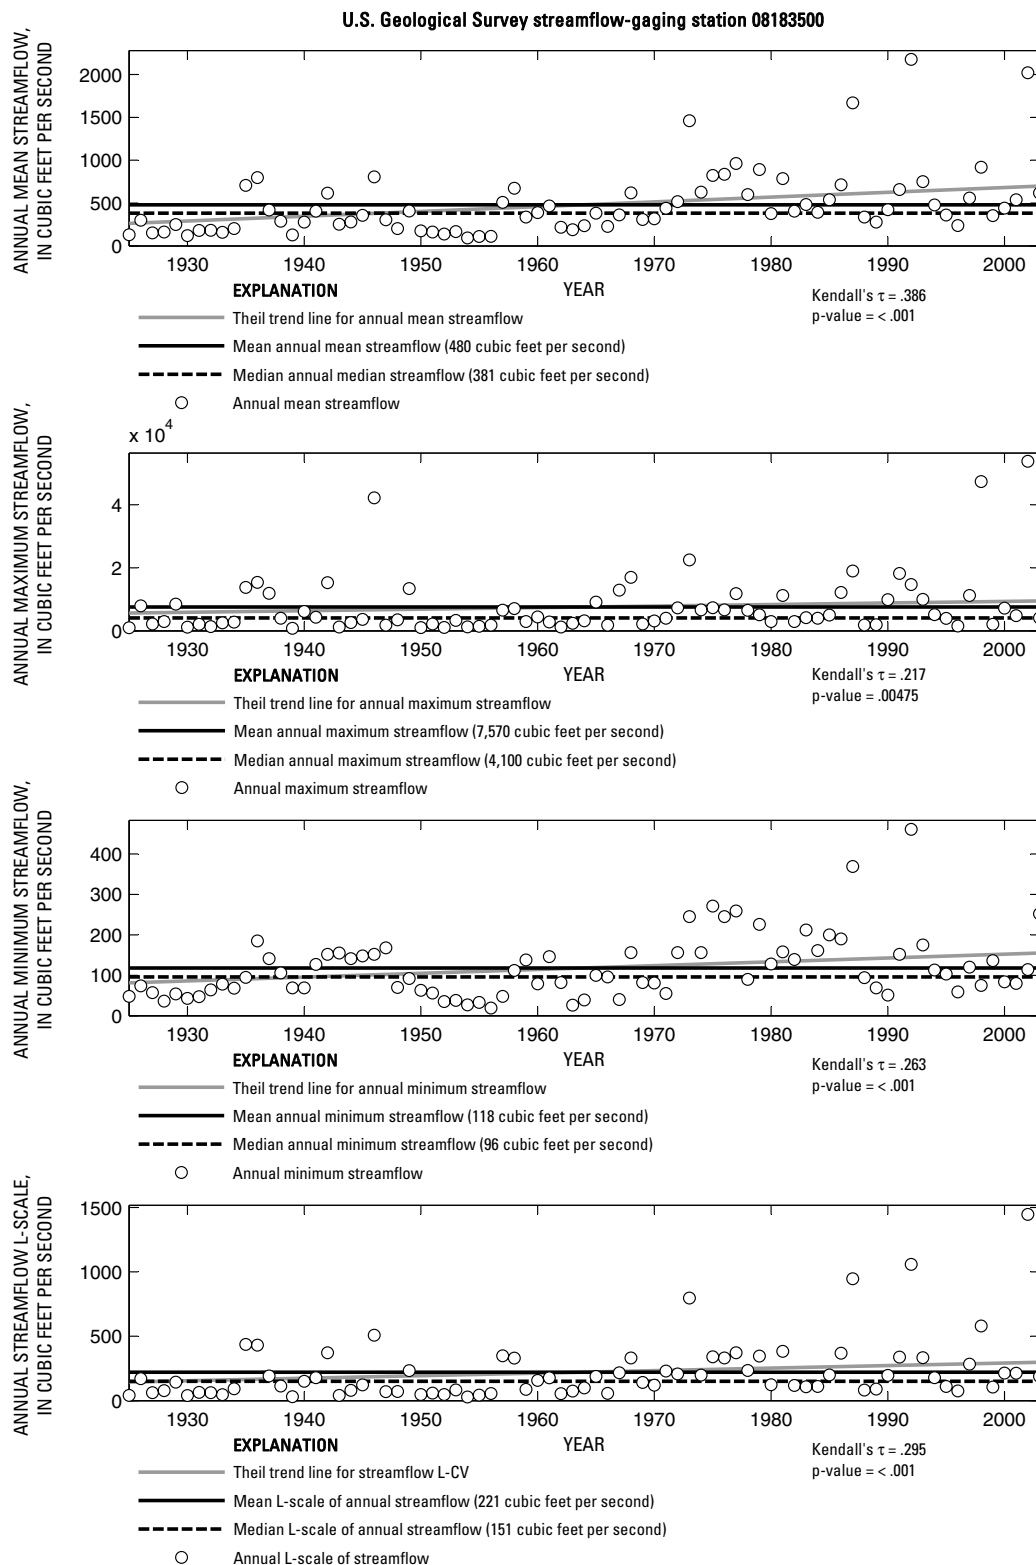 U.S. Geological Survey streamflow-gaging station 08183500
ANNUAL MEAN STREAMFLOW,
IN CUBIC FEET PER SECOND
2000
1500
1000
500
0
1930 1940 1950 1960 1970 1980 1990 2000
YEAR
EXPLANATION
Theil trend line for annual mean streamflow
Mean annual mean streamflow (480 cubic feet per second)
Median annual median streamflow (381 cubic feet per second)
Annual mean streamflow
Kendall's τ = .386
p-value = < .001
ANNUAL MAXIMUM STREAMFLOW,
IN CUBIC FEET PER SECOND
x 10⁴
4
2
0
1930 1940 1950 1960 1970 1980 1990 2000
YEAR
EXPLANATION
Theil trend line for annual maximum streamflow
Mean annual maximum streamflow (7,570 cubic feet per second)
Median annual maximum streamflow (4,100 cubic feet per second)
Annual maximum streamflow
Kendall's τ = .217
p-value = .00475
ANNUAL MINIMUM STREAMFLOW,
IN CUBIC FEET PER SECOND
400
300
200
100
0
1930 1940 1950 1960 1970 1980 1990 2000
YEAR
EXPLANATION
Theil trend line for annual minimum streamflow
Mean annual minimum streamflow (118 cubic feet per second)
Median annual minimum streamflow (96 cubic feet per second)
Annual minimum streamflow
Kendall's τ = .263
p-value = < .001
ANNUAL STREAMFLOW L-SCALE,
IN CUBIC FEET PER SECOND
1500
1000
500
0
1930 1940 1950 1960 1970 1980 1990 2000
YEAR
EXPLANATION
Theil trend line for streamflow L-CV
Mean L-scale of annual streamflow (221 cubic feet per second)
Median L-scale of annual streamflow (151 cubic feet per second)
Annual L-scale of streamflow
Kendall's τ = .295
p-value = < .001